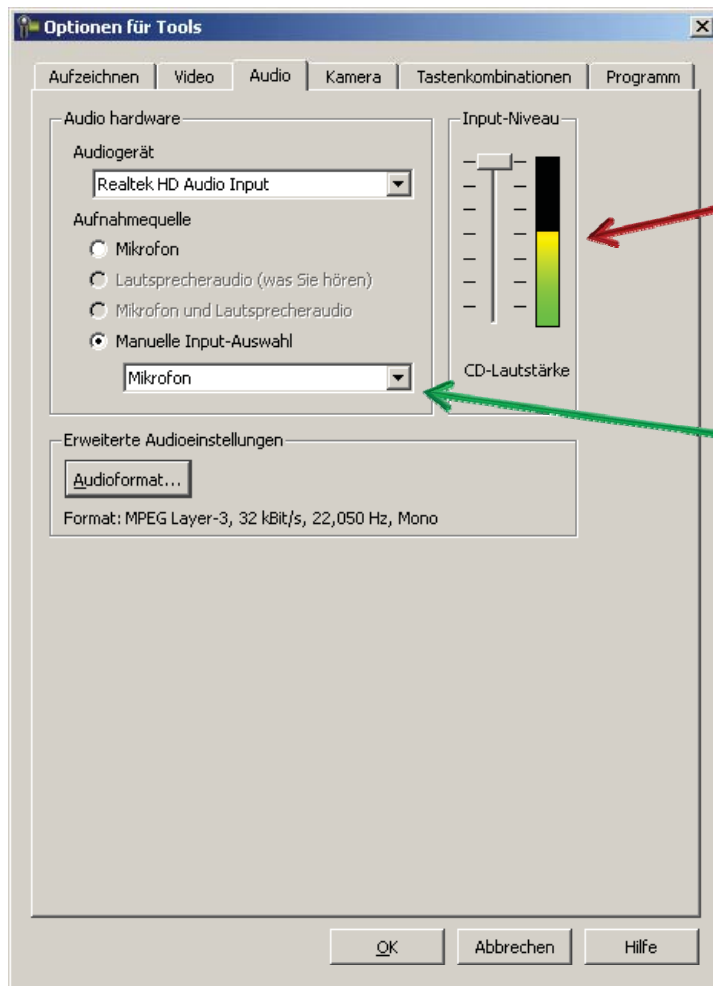 Optionen für Tools
Aufzeichnen Video Audio Kamera Tastenkombinationen Programm
Audio hardware
Audiogerät
Realtek HD Audio Input
Aufnahmequelle
Mikrofon
Lautsprecheraudio (was Sie hören)
Mikrofon und Lautsprecheraudio
Manuelle Input-Auswahl
Mikrofon
Input-Niveau
CD-Lautstärke
Erweiterte Audioeinstellungen
Audioformat...
Format: MPEG Layer-3, 32 kBit/s, 22,050 Hz, Mono
OK Abbrechen Hilfe